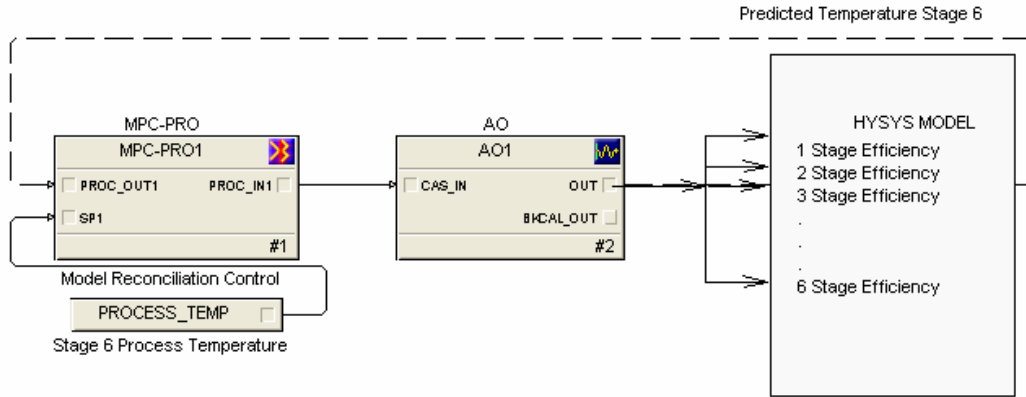 Predicted Temperature Stage 6
MPC-PRO
MPC-PRO1
PROC_OUT1
PROC_IN1
SP1
#1
Model Reconciliation Control
PROCESS_TEMP
Stage 6 Process Temperature
AO
AO1
CAS_IN
OUT
BKCAL_OUT
#2
HYSYS MODEL
1 Stage Efficiency
2 Stage Efficiency
3 Stage Efficiency
.
.
.
6 Stage Efficiency